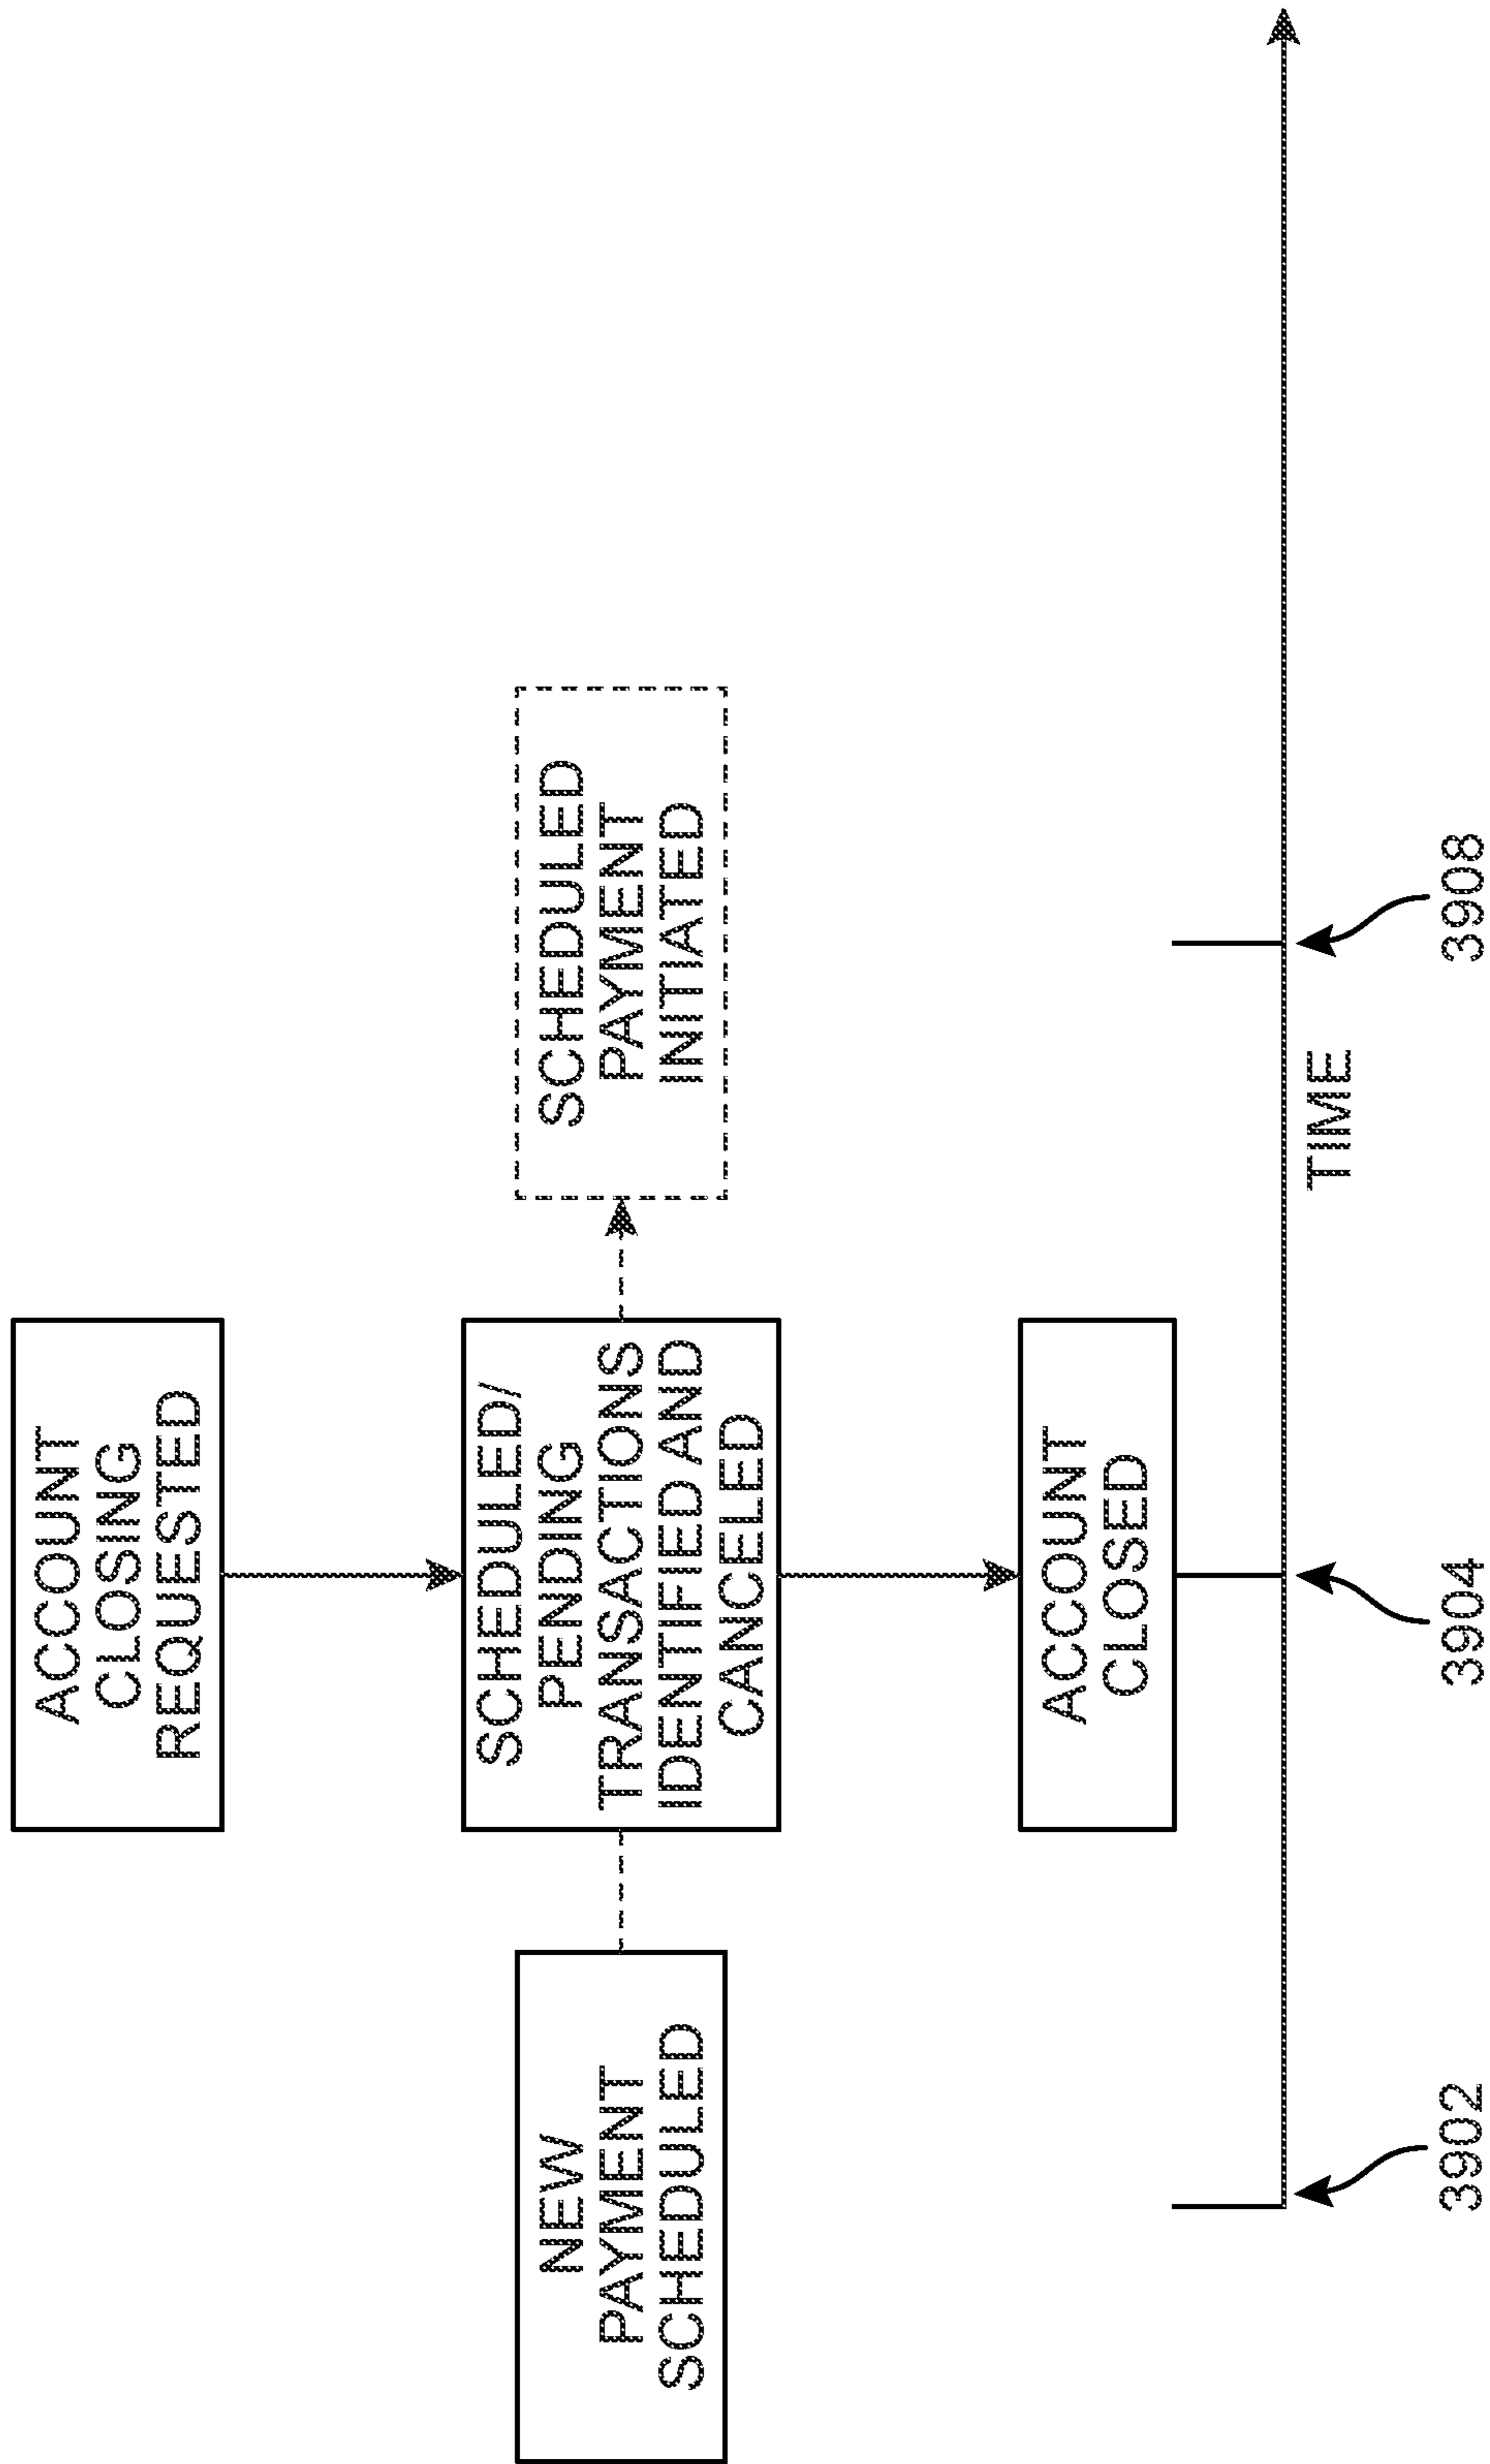 ACCOUNT
CLOSING
REQUESTED
NEW
PAYMENT
SCHEDULED
SCHEDULED/
PENDING
TRANSACTIONS
IDENTIFIED AND
CANCELED
SCHEDULED
PAYMENT
INITIATED
ACCOUNT
CLOSED
TIME
3902
3904
3908